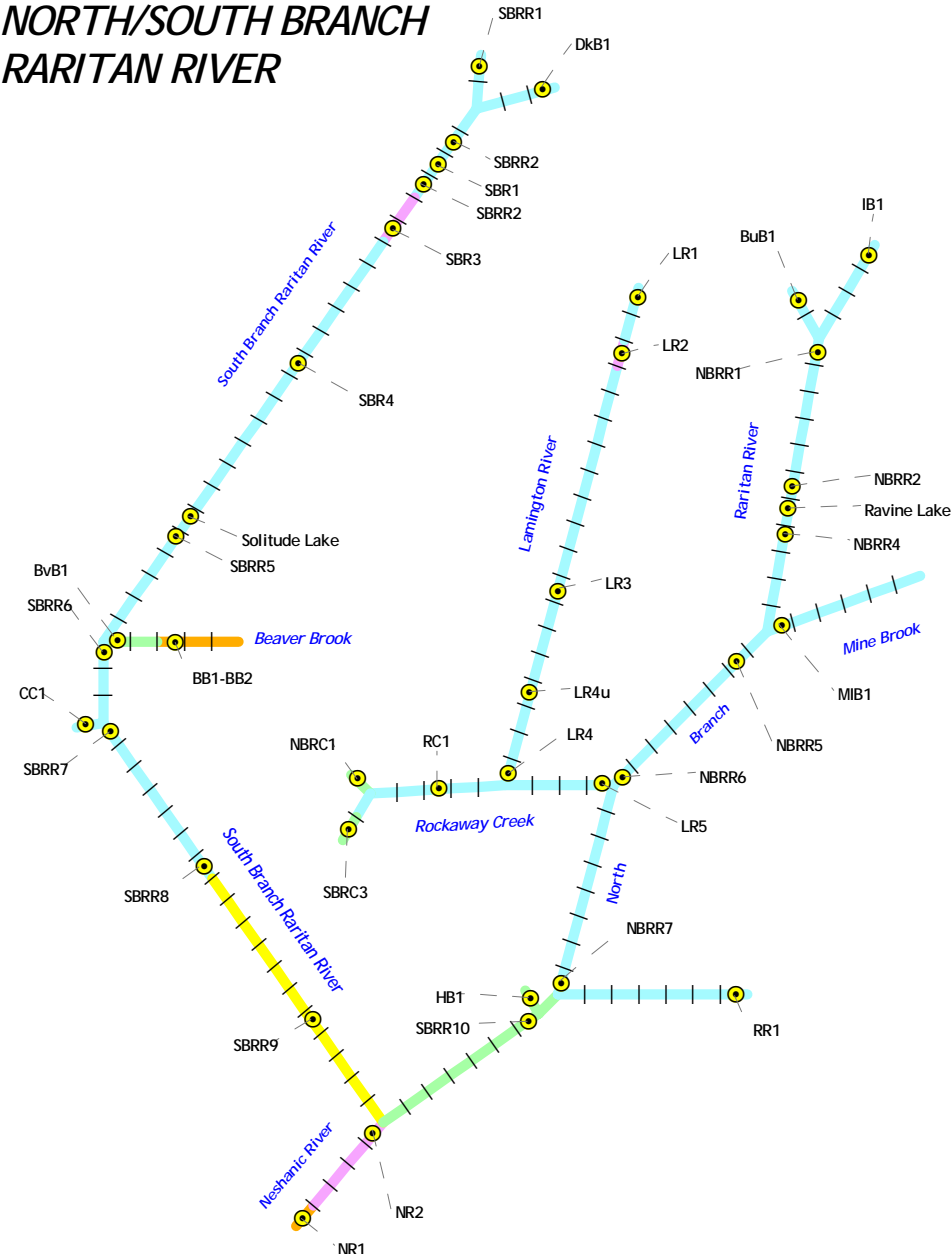 NORTH/SOUTH BRANCH
RARITAN RIVER
SBRR1
DkB1
SBRR2
SBR1
SBRR2
SBR3
South Branch Raritan River
SBR4
IB1
BuB1
LR1
LR2
NBRR1
Lamington River
Raritan River
NBRR2
Ravine Lake
NBRR4
Solitude Lake
SBRR5
BvB1
SBRR6
LR3
Beaver Brook
Mine Brook
BB1-BB2
CC1
LR4u
MIB1
Branch
NBRC1
RC1
LR4
NBRR5
SBRR7
NBRR6
Rockaway Creek
LR5
South Branch Raritan River
North
SBRR8
SBRC3
NBRR7
HB1
SBRR10
SBRR9
RR1
Neshanic River
NR2
NR1